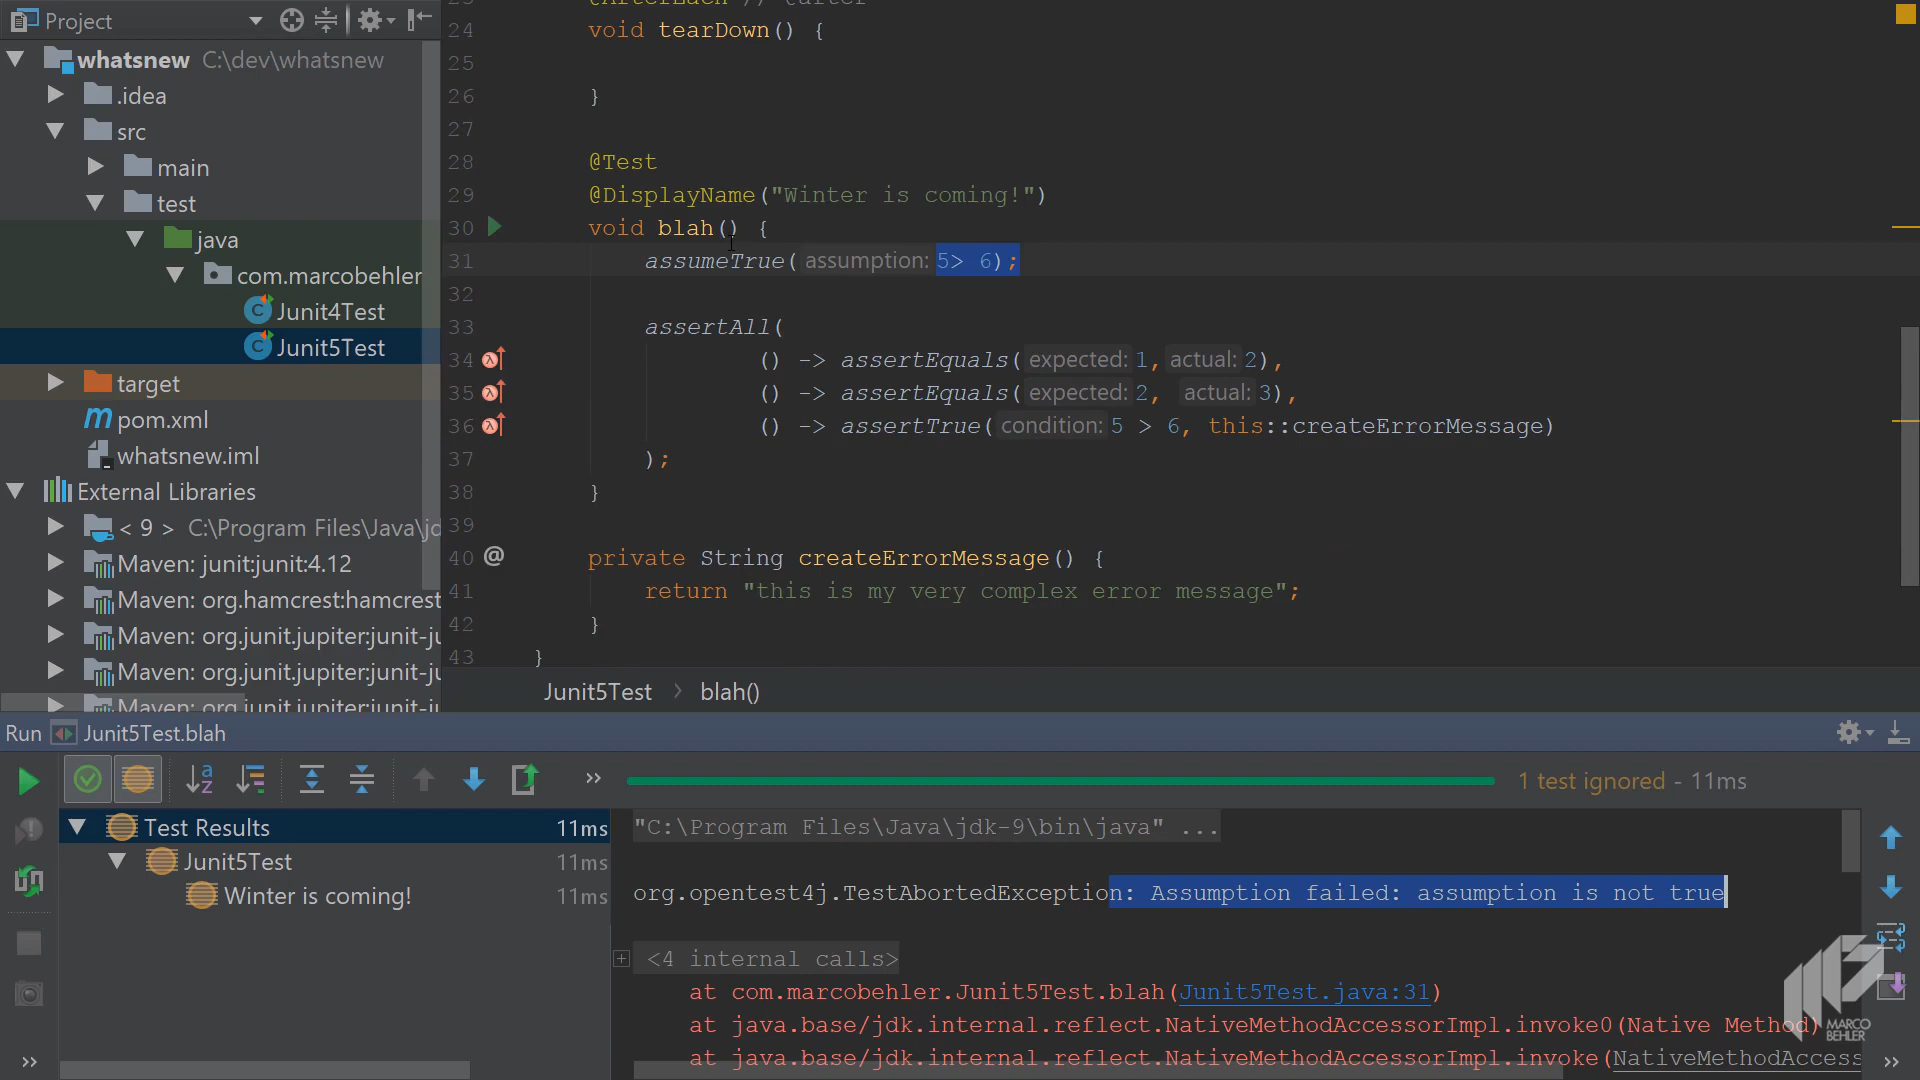 Project
whatsnew C:\dev\whatsnew
.idea
src
main
test
java
com.marcobehler
Junit4Test
Junit5Test
target
pom.xml
whatsnew.iml
External Libraries
< 9 > C:\Program Files\Java\jd
Maven: junit:junit:4.12
Maven: org.hamcrest:hamcrest
Maven: org.junit.jupiter:junit-ju
Maven: org.junit.jupiter:junit-ju
Maven: org.junit.jupiter:junit-ju
24 void tearDown() {
25
26 }
27
28 @Test
29 @DisplayName("Winter is coming!")
30 void blah() {
31 assumeTrue( assumption: 5> 6);
32
33 assertAll(
34 () -> assertEquals( expected: 1, actual: 2),
35 () -> assertEquals( expected: 2, actual: 3),
36 () -> assertTrue( condition: 5 > 6, this::createErrorMessage)
37 );
38 }
39
40 @ private String createErrorMessage() {
41 return "this is my very complex error message";
42 }
43 }
Junit5Test > blah()
Run Junit5Test.blah
1 test ignored - 11ms
Test Results 11ms
Junit5Test 11ms
Winter is coming! 11ms
"C:\Program Files\Java\jdk-9\bin\java" ...
org.opentest4j.TestAbortedException: Assumption failed: assumption is not true
<4 internal calls>
at com.marcobehler.Junit5Test.blah(Junit5Test.java:31)
at java.base/jdk.internal.reflect.NativeMethodAccessorImpl.invoke0(Native Method)
at java.base/jdk.internal.reflect.NativeMethodAccessorImpl.invoke(NativeMethodAccess
MARCO
BEHLER